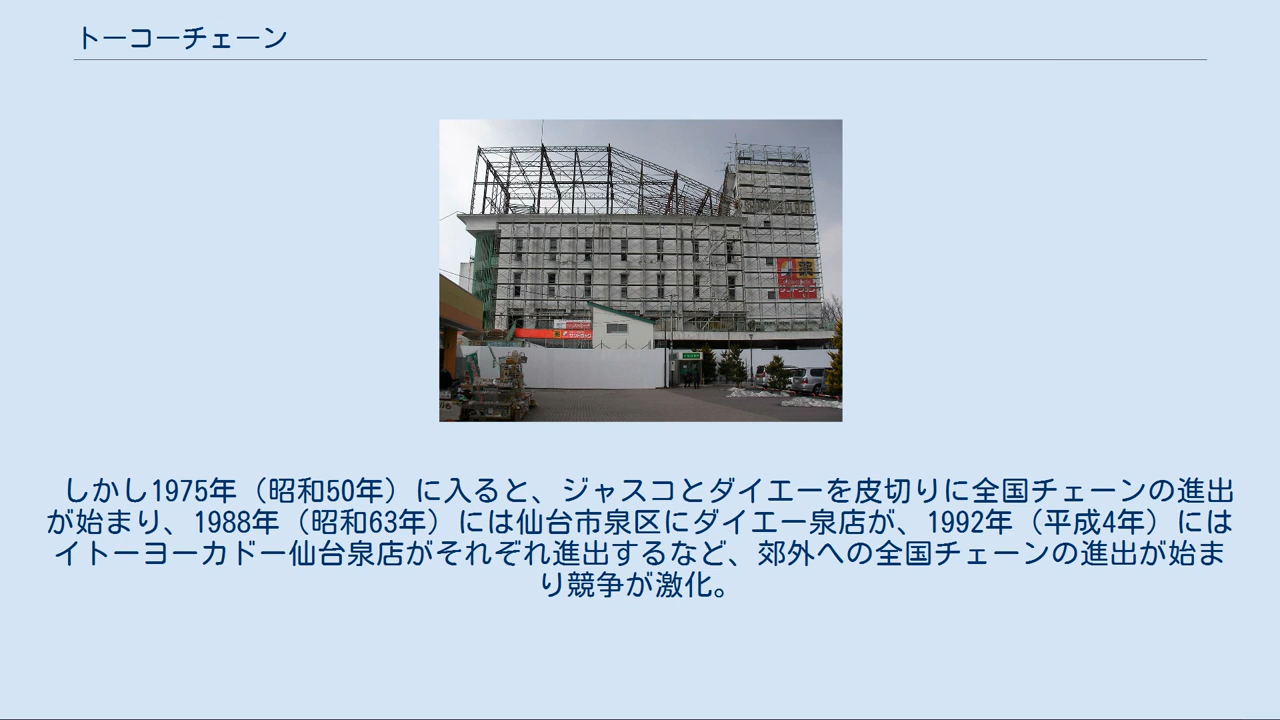 トーコーチェーン
薬
しかし1975年（昭和50年）に入ると、ジャスコとダイエーを皮切りに全国チェーンの進出
が始まり、1988年（昭和63年）には仙台市泉区にダイエー泉店が、1992年（平成4年）には
イトーヨーカドー仙台泉店がそれぞれ進出するなど、郊外への全国チェーンの進出が始ま
り競争が激化。